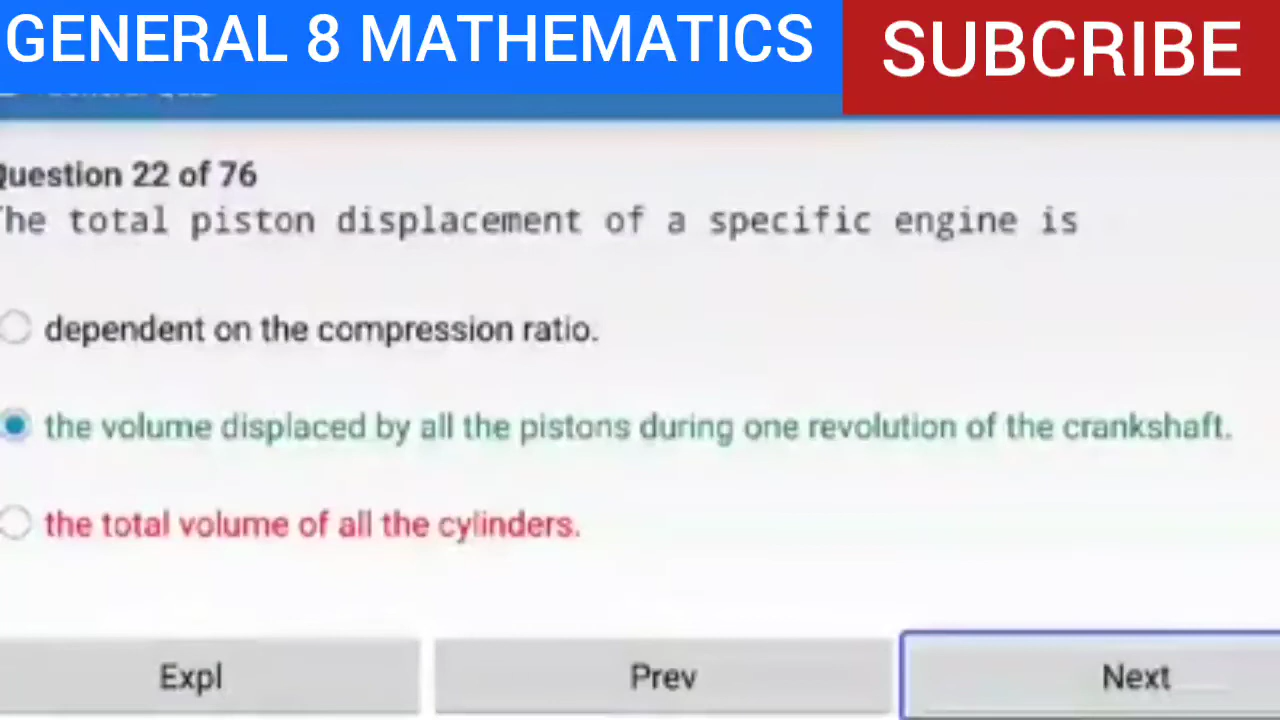 GENERAL 8 MATHEMATICS
SUBCRIBE
Question 22 of 76
The total piston displacement of a specific engine is
dependent on the compression ratio.
the volume displaced by all the pistons during one revolution of the crankshaft.
the total volume of all the cylinders.
Expl
Prev
Next